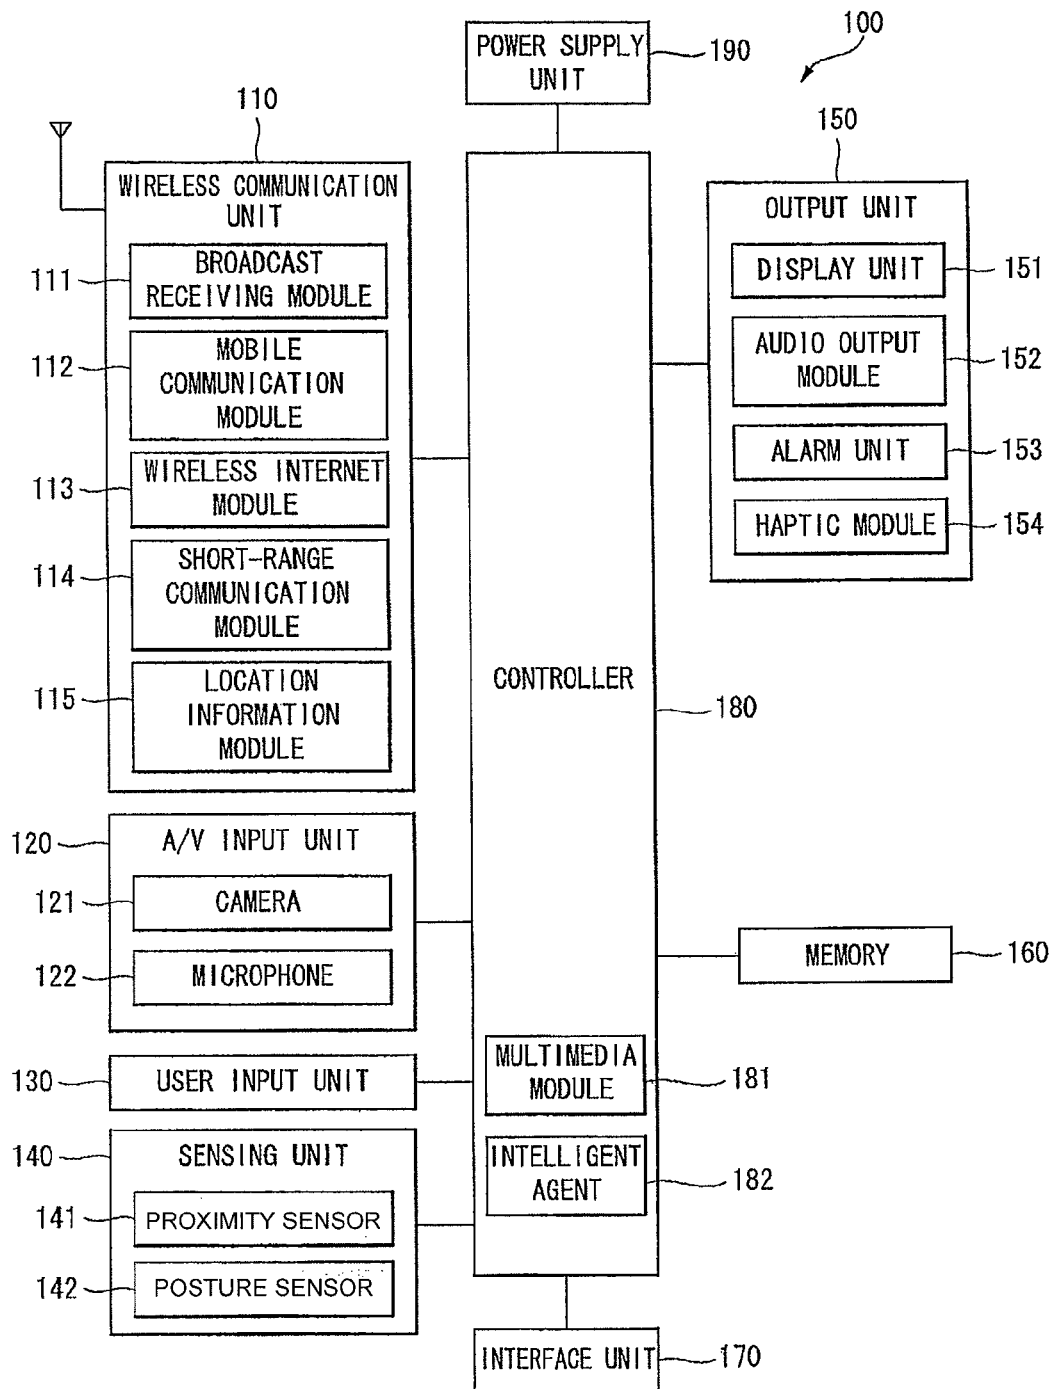 100
POWER SUPPLY
UNIT
190
110
WIRELESS COMMUNICATION
UNIT
111
BROADCAST
RECEIVING MODULE
112
MOBILE
COMMUNICATION
MODULE
113
WIRELESS INTERNET
MODULE
114
SHORT-RANGE
COMMUNICATION
MODULE
115
LOCATION
INFORMATION
MODULE
120
A/V INPUT UNIT
121
CAMERA
122
MICROPHONE
130
USER INPUT UNIT
140
SENSING UNIT
141
PROXIMITY SENSOR
142
POSTURE SENSOR
CONTROLLER
180
MULTIMEDIA
MODULE
181
INTELLIGENT
AGENT
182
150
OUTPUT UNIT
DISPLAY UNIT
151
AUDIO OUTPUT
MODULE
152
ALARM UNIT
153
HAPTIC MODULE
154
MEMORY
160
INTERFACE UNIT
170